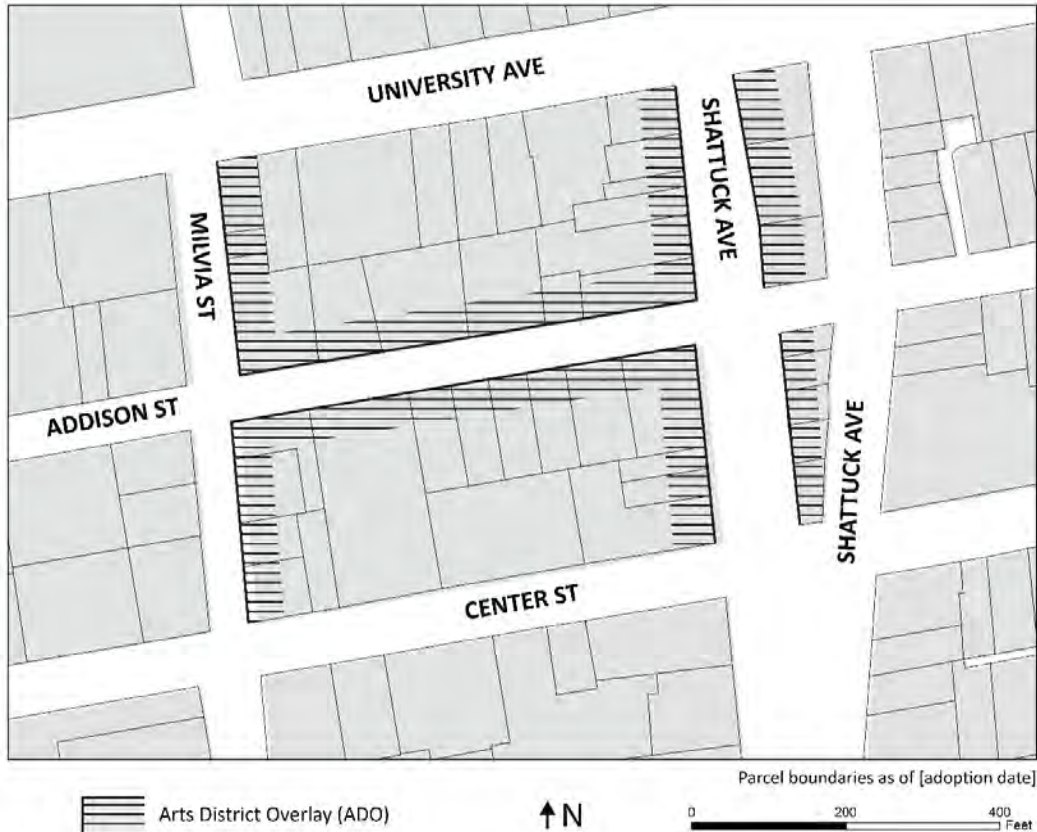 UNIVERSITY AVE
SHATTUCK AVE
MILVIA ST
ADDISON ST
SHATTUCK AVE
CENTER ST
Parcel boundaries as of [adoption date]
Arts District Overlay (ADO)
N
0 200 400
Feet